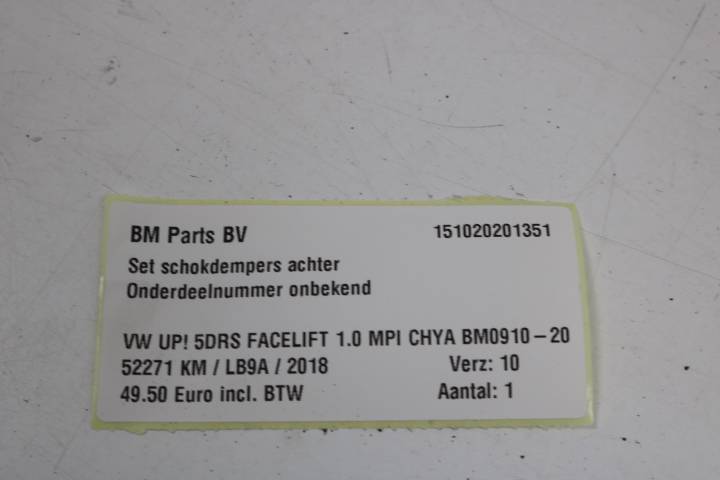 BM Parts BV 151020201351
Set schokdempers achter
Onderdeelnummer onbekend
VW UP! 5DRS FACELIFT 1.0 MPI CHYA BM0910-20
52271 KM / LB9A / 2018 Verz: 10
49.50 Euro incl. BTW Aantal: 1